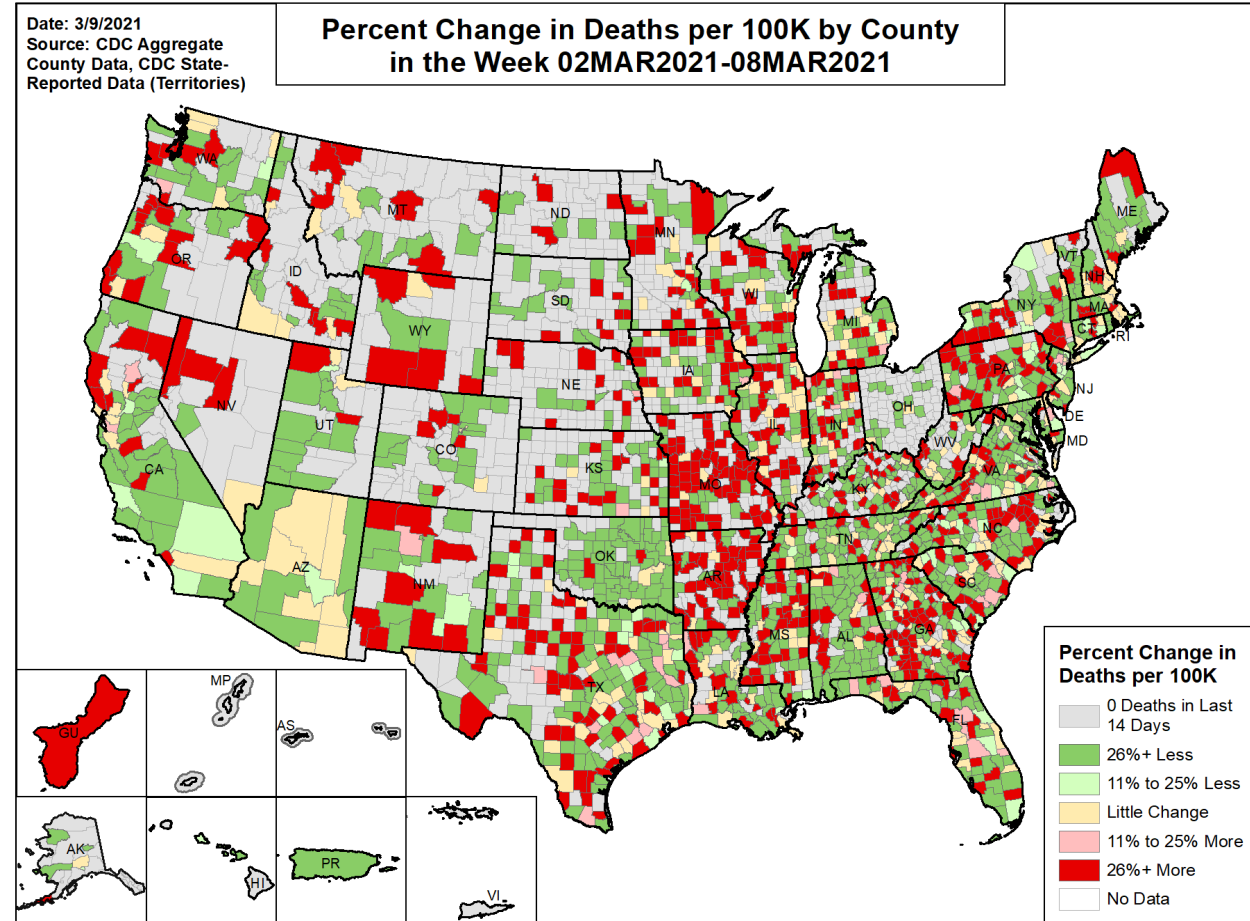 Date: 3/9/2021
Source: CDC Aggregate
County Data, CDC State-
Reported Data (Territories)
Percent Change in Deaths per 100K by County
in the Week 02MAR2021-08MAR2021
WA
MT
ND
MN
ME
OR
ID
SD
WI
MI
VT
NH
NY
MA
CT
RI
WY
NE
IA
PA
NJ
NV
UT
CO
KS
MO
IL
IN
OH
WV
DE
MD
CA
KY
VA
AZ
NM
OK
AR
TN
NC
SC
TX
LA
MS
AL
GA
FL
GU
MP
AS
AK
HI
PR
VI
Percent Change in
Deaths per 100K
0 Deaths in Last
14 Days
26%+ Less
11% to 25% Less
Little Change
11% to 25% More
26%+ More
No Data